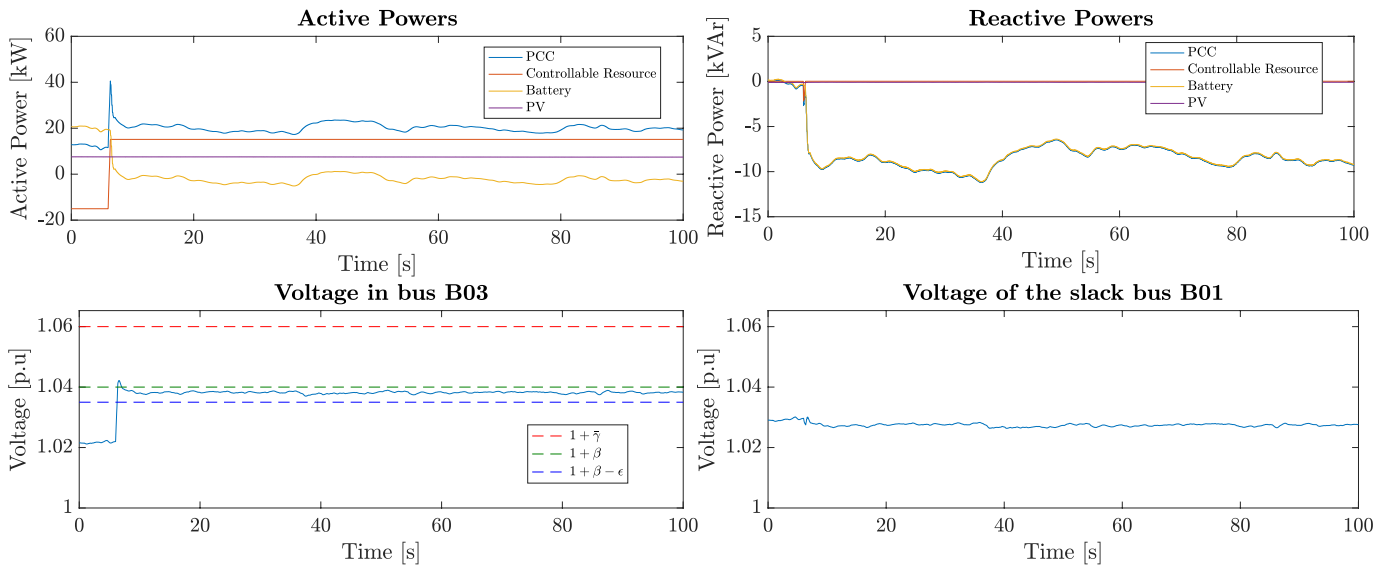 Active Powers
60
40
20
0
-20
Active Power [kW]
PCC
Controllable Resource
Battery
PV
0 20 40 60 80 100
Time [s]
Reactive Powers
5
0
-5
-10
-15
Reactive Power [kVAr]
PCC
Controllable Resource
Battery
PV
0 20 40 60 80 100
Time [s]
Voltage in bus B03
1.06
1.04
1.02
1
Voltage [p.u]
1 + γ̄
1 + β
1 + β − ϵ
0 20 40 60 80 100
Time [s]
Voltage of the slack bus B01
1.06
1.04
1.02
1
Voltage [p.u]
0 20 40 60 80 100
Time [s]